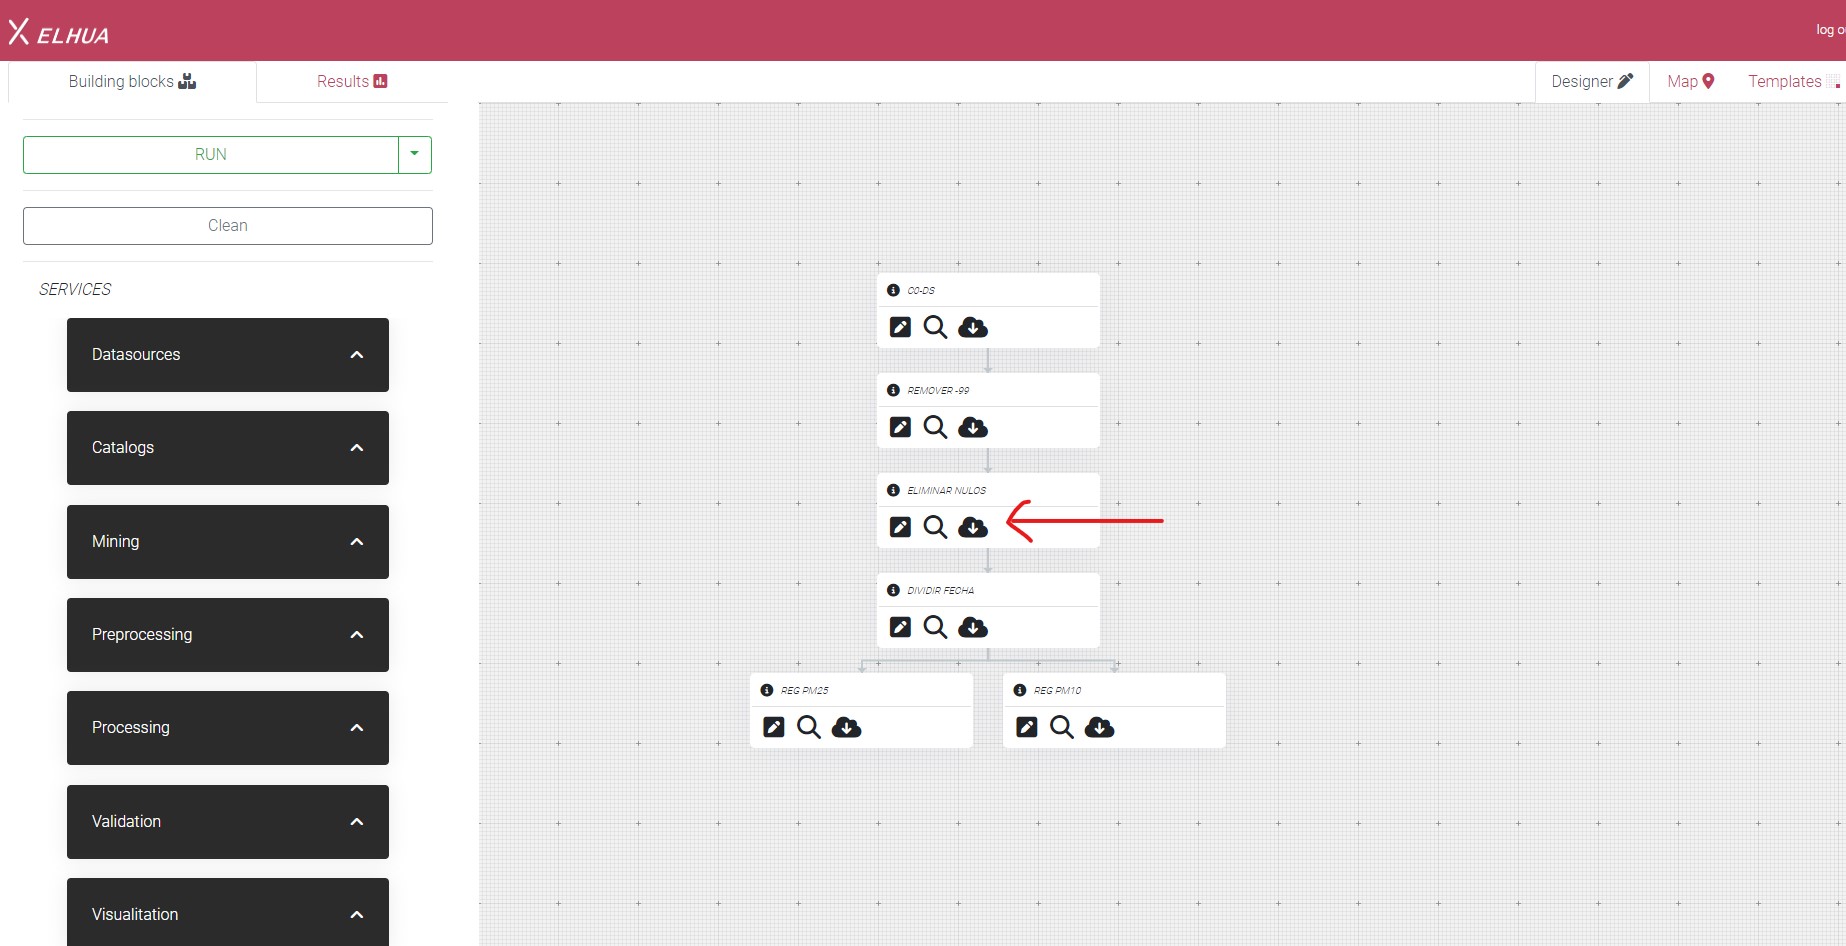 X ELHUA
log o
Building blocks
Results
Designer
Map
Templates
RUN
Clean
SERVICES
Datasources
Catalogs
Mining
Preprocessing
Processing
Validation
Visualitation
C0-DS
REMOVER -99
ELIMINAR NULOS
DIVIDIR FECHA
REG PM25
REG PM10